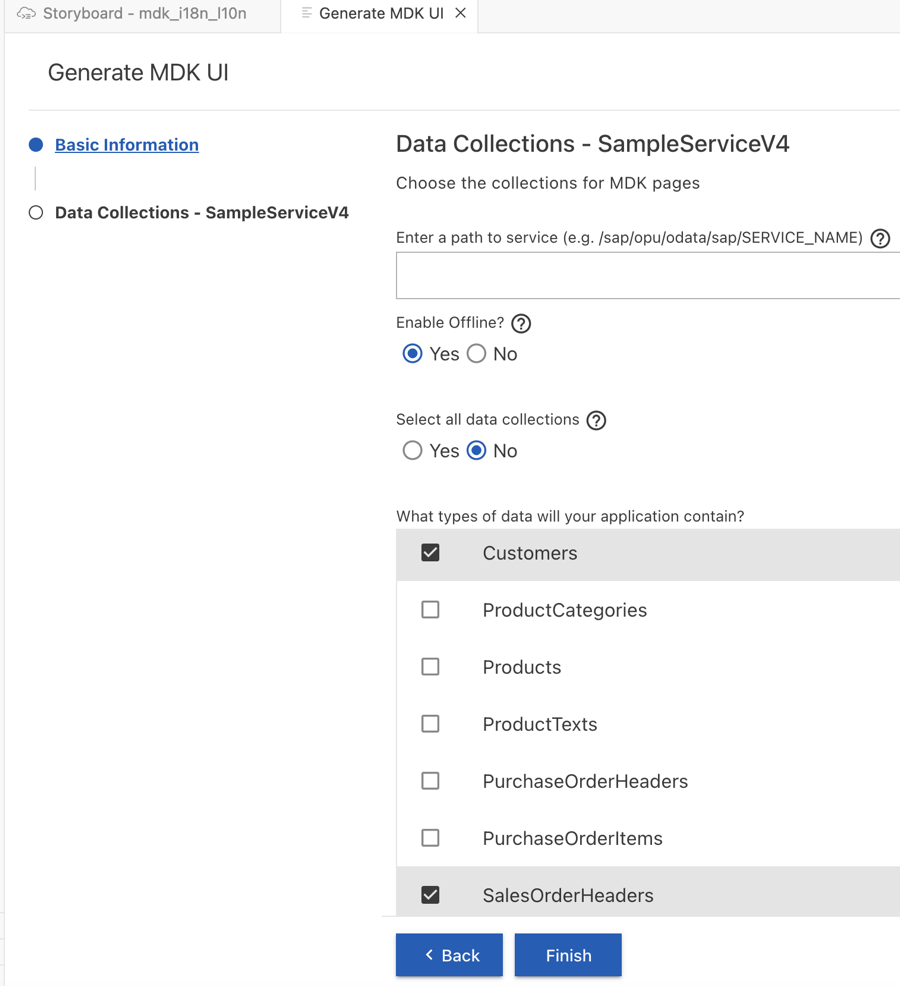 Storyboard - mdk_i18n_l10n
Generate MDK UI
Generate MDK UI
Basic Information
Data Collections - SampleServiceV4
Data Collections - SampleServiceV4
Choose the collections for MDK pages
Enter a path to service (e.g. /sap/opu/odata/sap/SERVICE_NAME) ?
Enable Offline? ?
Yes No
Select all data collections ?
Yes No
What types of data will your application contain?
Customers
ProductCategories
Products
ProductTexts
PurchaseOrderHeaders
PurchaseOrderItems
SalesOrderHeaders
Back Finish